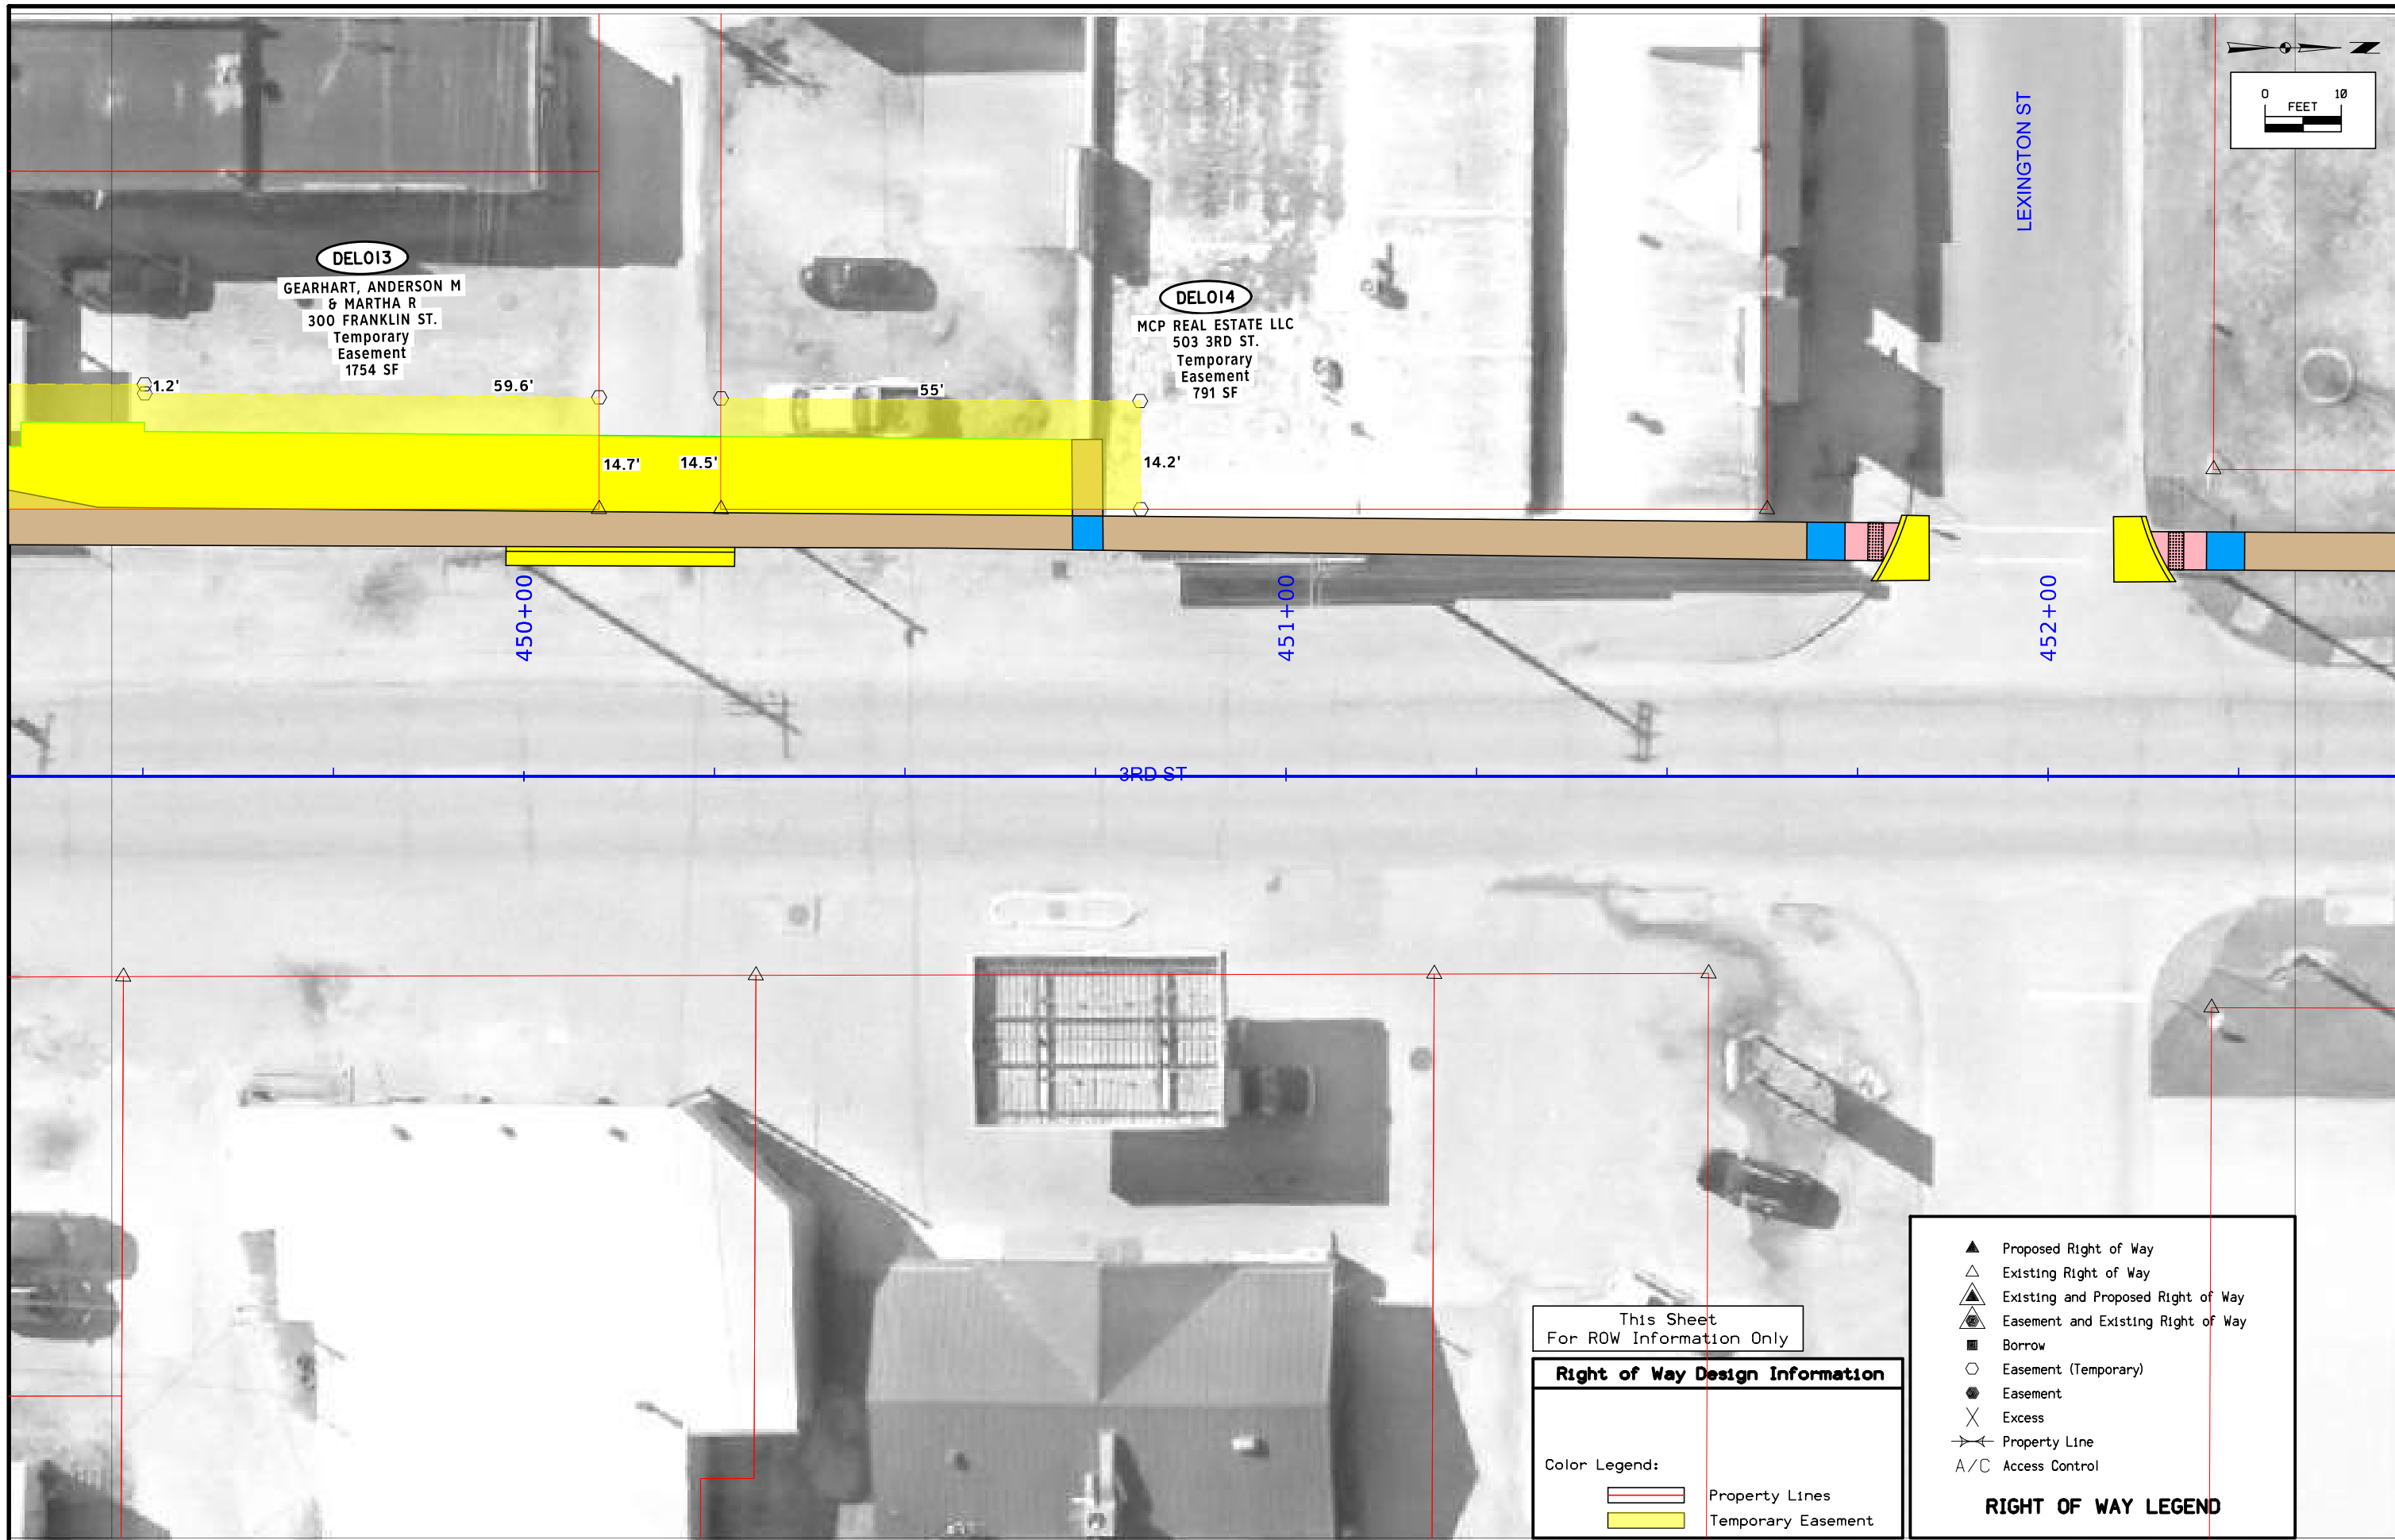 0 10
FEET
LEXINGTON ST
DEL013
GEARHART, ANDERSON M
& MARTHA R
300 FRANKLIN ST.
Temporary
Easement
1754 SF
DEL014
MCP REAL ESTATE LLC
503 3RD ST.
Temporary
Easement
791 SF
1.2'
59.6'
55'
14.7'
14.5'
14.2'
450+00
451+00
452+00
3RD ST
This Sheet
For ROW Information Only
Right of Way Design Information
Color Legend:
Property Lines
Temporary Easement
Proposed Right of Way
Existing Right of Way
Existing and Proposed Right of Way
Easement and Existing Right of Way
Borrow
Easement (Temporary)
Easement
Excess
Property Line
A/C Access Control
RIGHT OF WAY LEGEND